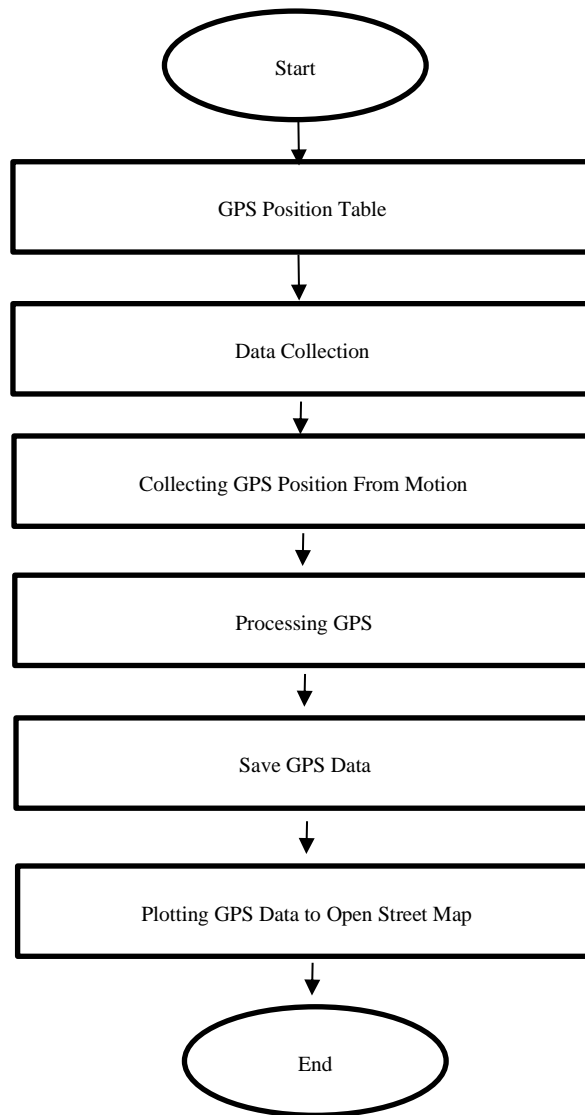 Start
GPS Position Table
Data Collection
Collecting GPS Position From Motion
Processing GPS
Save GPS Data
Plotting GPS Data to Open Street Map
End